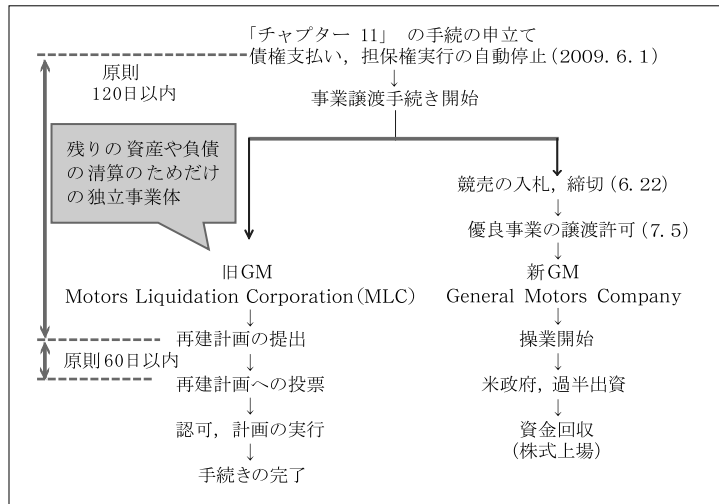 「チャプター 11」 の手続の申立て
債権支払い，担保権実行の自動停止(2009. 6. 1)
原則
120日以内
↓
事業譲渡手続き開始
残りの資産や負債
の清算のためだけ
の独立事業体
競売の入札，締切(6. 22)
↓
優良事業の譲渡許可(7. 5)
↓
旧GM
Motors Liquidation Corporation(MLC)
新GM
General Motors Company
↓
↓
再建計画の提出
操業開始
原則60日以内
↓
↓
再建計画への投票
米政府，過半出資
↓
↓
認可，計画の実行
資金回収
(株式上場)
↓
手続きの完了